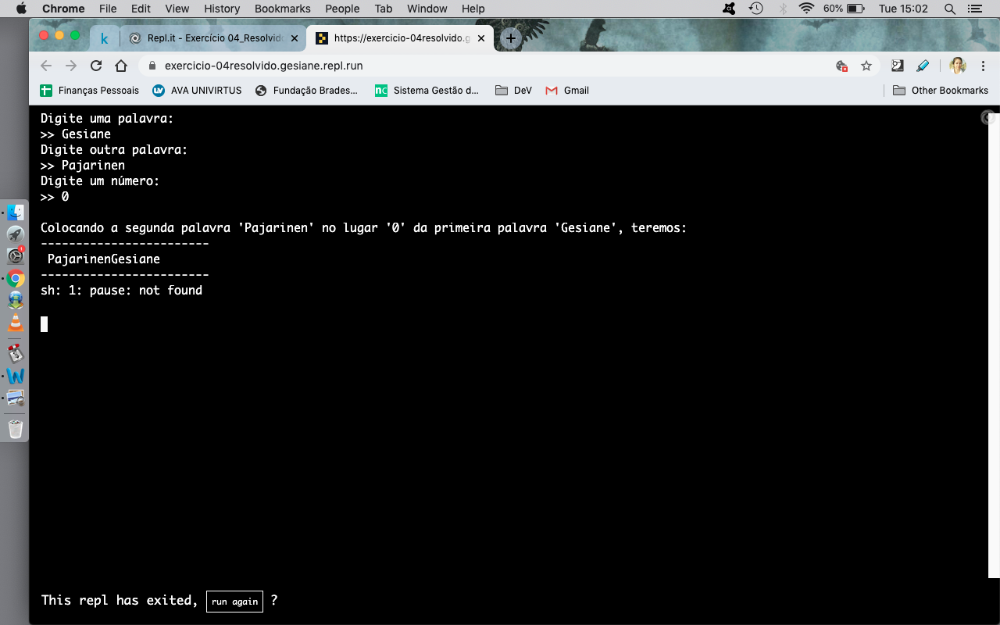 Chrome File Edit View History Bookmarks People Tab Window Help 60% Tue 15:02
k Repl.it - Exercício 04_Resolvid https://exercicio-04resolvido.g
exercicio-04resolvido.gesiane.repl.run
Finanças Pessoais AVA UNIVIRTUS Fundação Brades... nc Sistema Gestão d... DeV Gmail Other Bookmarks
Digite uma palavra:
>> Gesiane
Digite outra palavra:
>> Pajarinen
Digite um número:
>> 0
Colocando a segunda palavra 'Pajarinen' no lugar '0' da primeira palavra 'Gesiane', teremos:
------------------------
PajarinenGesiane
------------------------
sh: 1: pause: not found
This repl has exited, run again ?